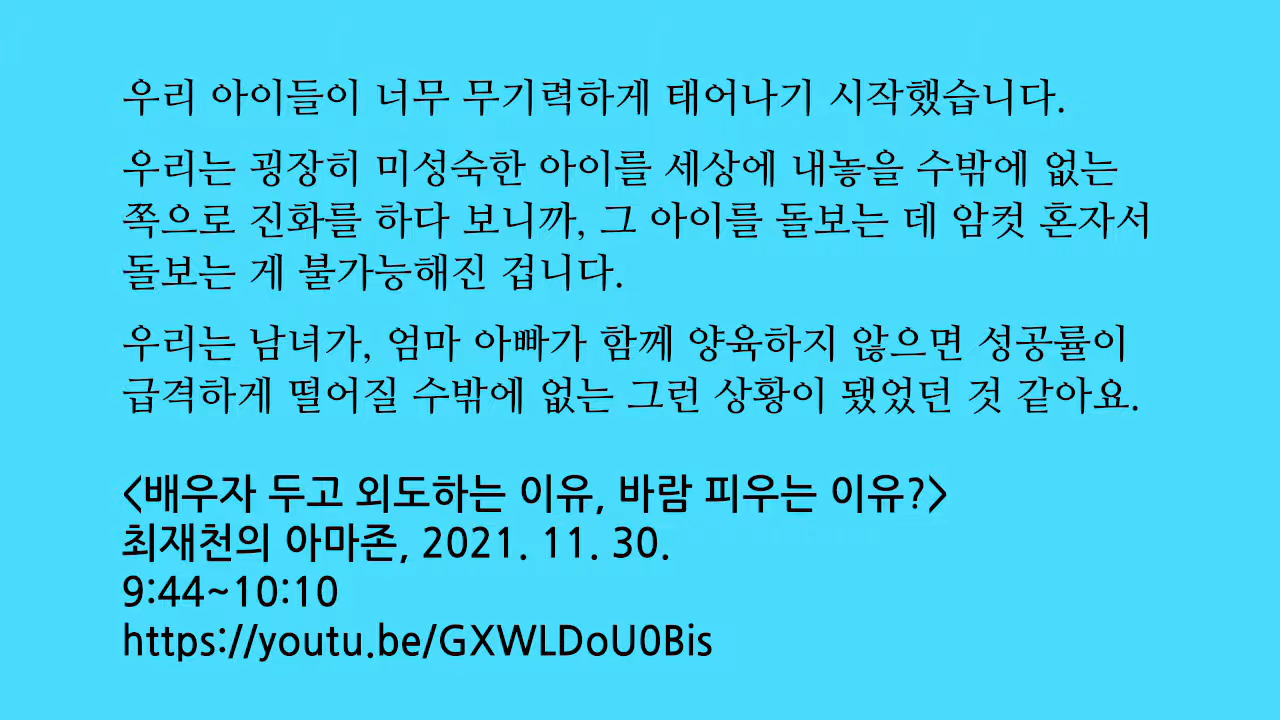 우리 아이들이 너무 무기력하게 태어나기 시작했습니다.
우리는 굉장히 미성숙한 아이를 세상에 내놓을 수밖에 없는
쪽으로 진화를 하다 보니까, 그 아이를 돌보는 데 암컷 혼자서
돌보는 게 불가능해진 겁니다.
우리는 남녀가, 엄마 아빠가 함께 양육하지 않으면 성공률이
급격하게 떨어질 수밖에 없는 그런 상황이 됐었던 것 같아요.
<배우자 두고 외도하는 이유, 바람 피우는 이유?>
최재천의 아마존, 2021. 11. 30.
9:44~10:10
https://youtu.be/GXWLDoU0Bis